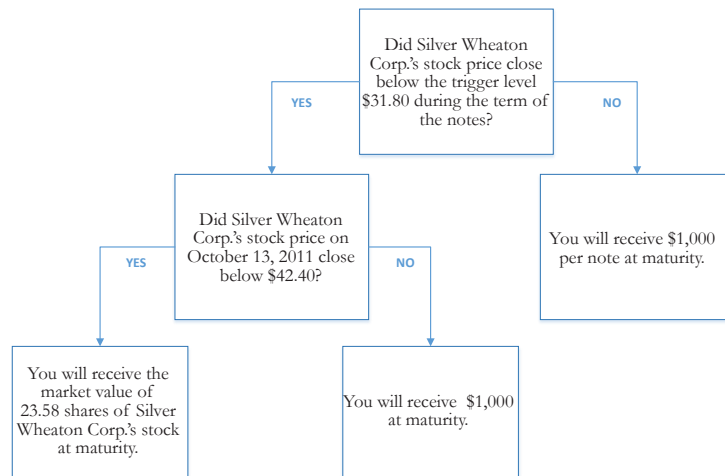 Did Silver Wheaton
Corp.'s stock price close
below the trigger level
$31.80 during the term of
the notes?
YES
NO
Did Silver Wheaton
Corp.'s stock price on
October 13, 2011 close
below $42.40?
You will receive $1,000
per note at maturity.
YES
NO
You will receive the
market value of
23.58 shares of Silver
Wheaton Corp.'s stock
at maturity.
You will receive $1,000
at maturity.